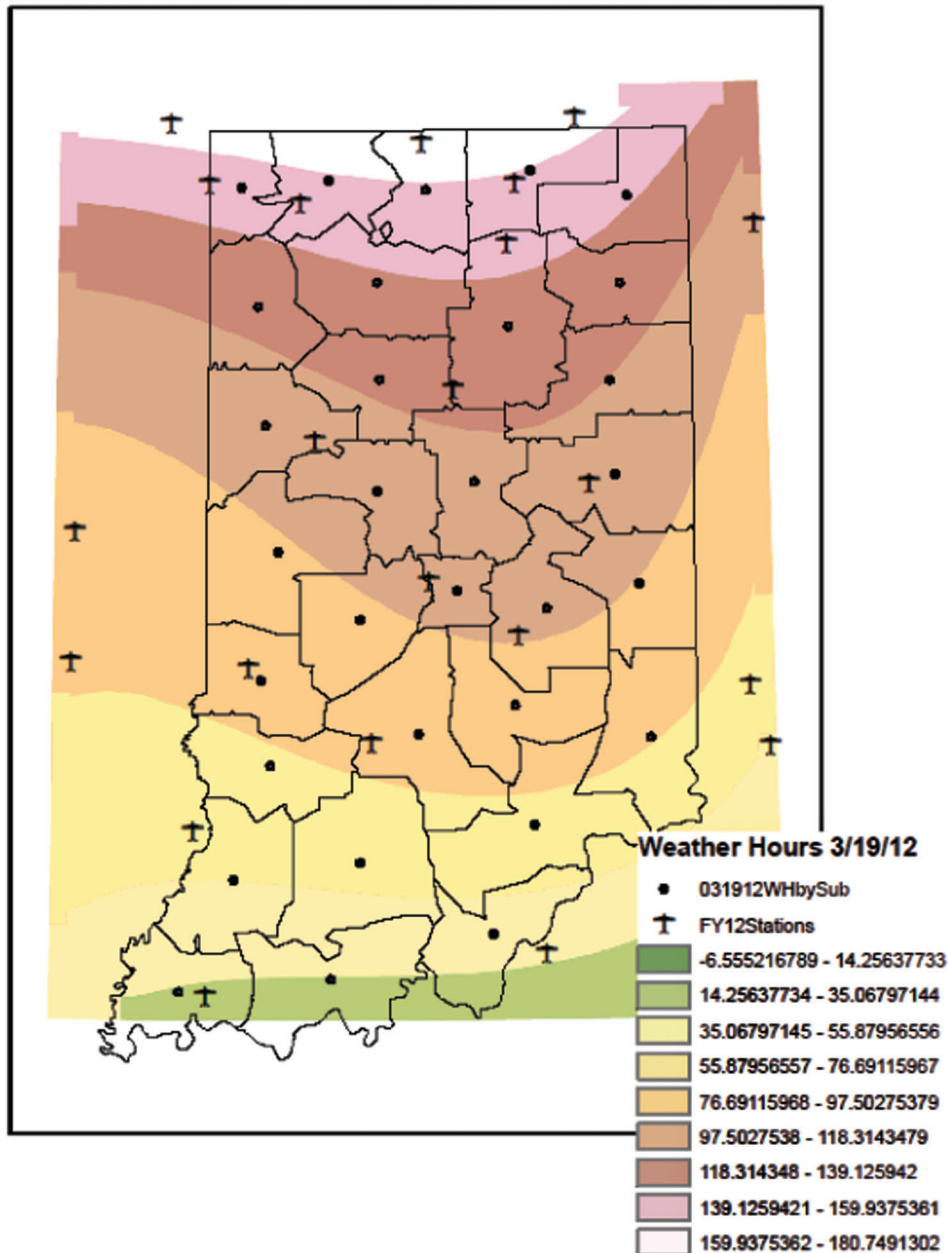 Weather Hours 3/19/12
031912WHbySub
FY12Stations
-6.555216789 - 14.25637733
14.25637734 - 35.06797144
35.06797145 - 55.87956556
55.87956557 - 76.69115967
76.69115968 - 97.50275379
97.5027538 - 118.3143479
118.314348 - 139.125942
139.1259421 - 159.9375361
159.9375362 - 180.7491302